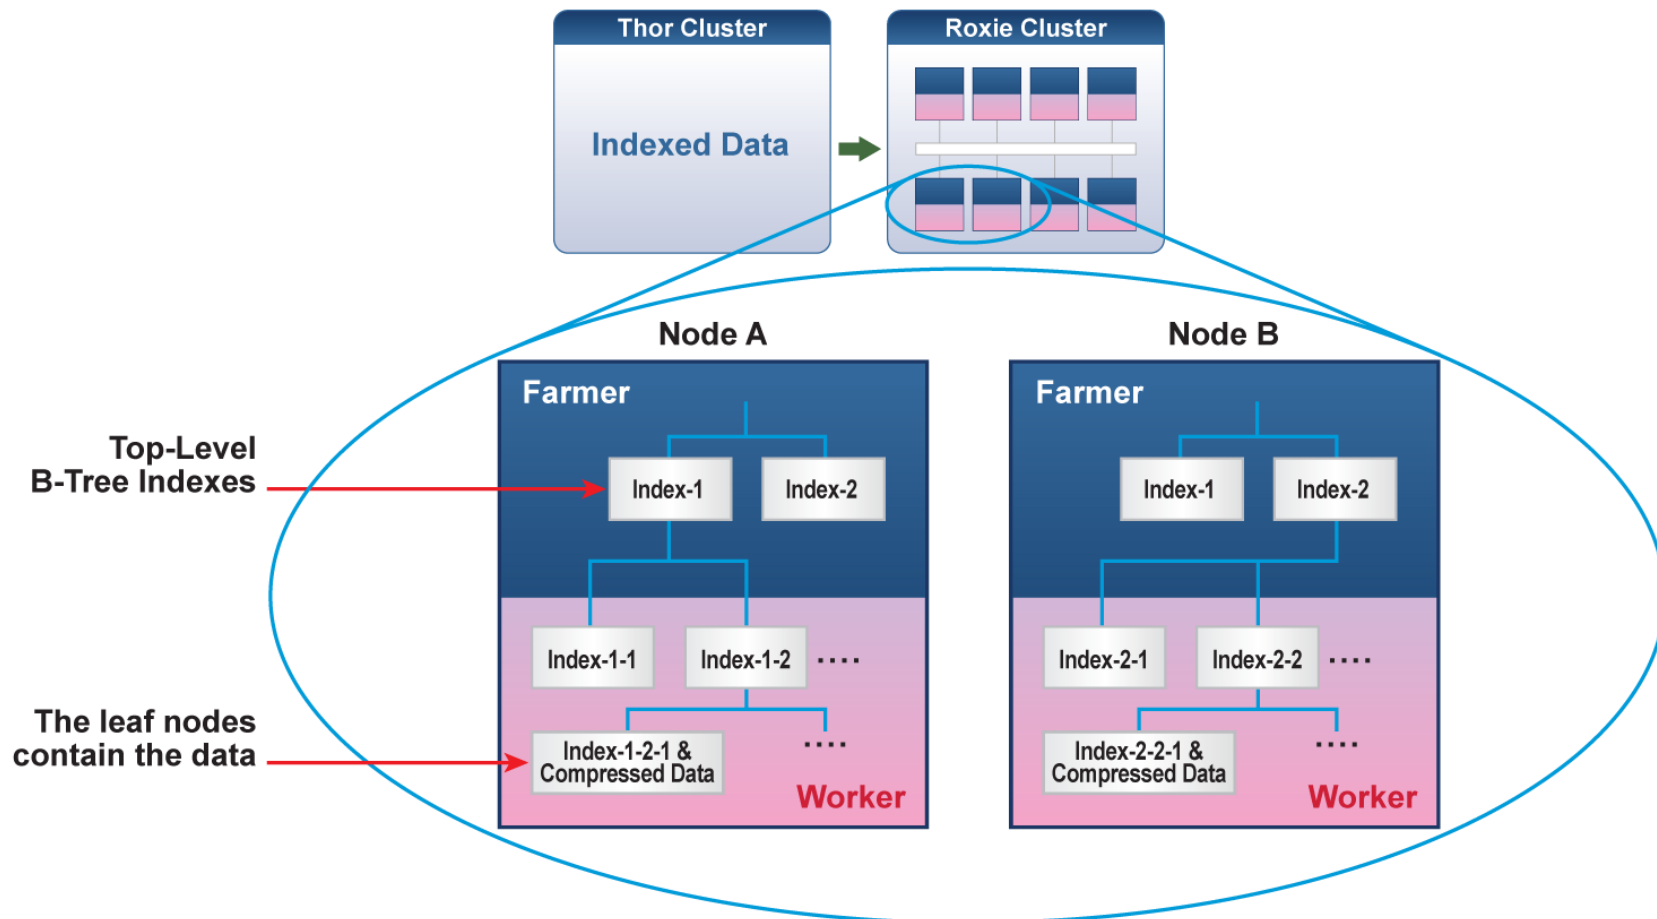 Thor Cluster
Roxie Cluster
Indexed Data
Node A
Node B
Farmer
Farmer
Top-Level
B-Tree Indexes
Index-1
Index-2
Index-1
Index-2
Index-1-1
Index-1-2
....
Index-2-1
Index-2-2
....
The leaf nodes
contain the data
Index-1-2-1 &
Compressed Data
....
Index-2-2-1 &
Compressed Data
....
Worker
Worker